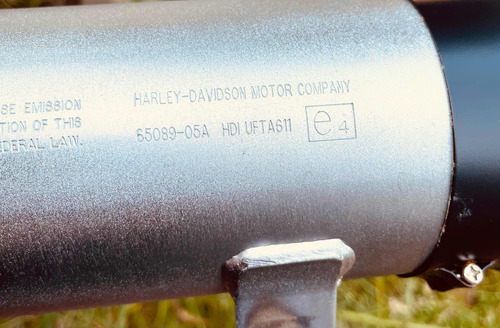 SE EMISSION
TION OF THIS
DERAL LAW.
HARLEY-DAVIDSON MOTOR COMPANY
65089-05A HDI UFTA611 e4